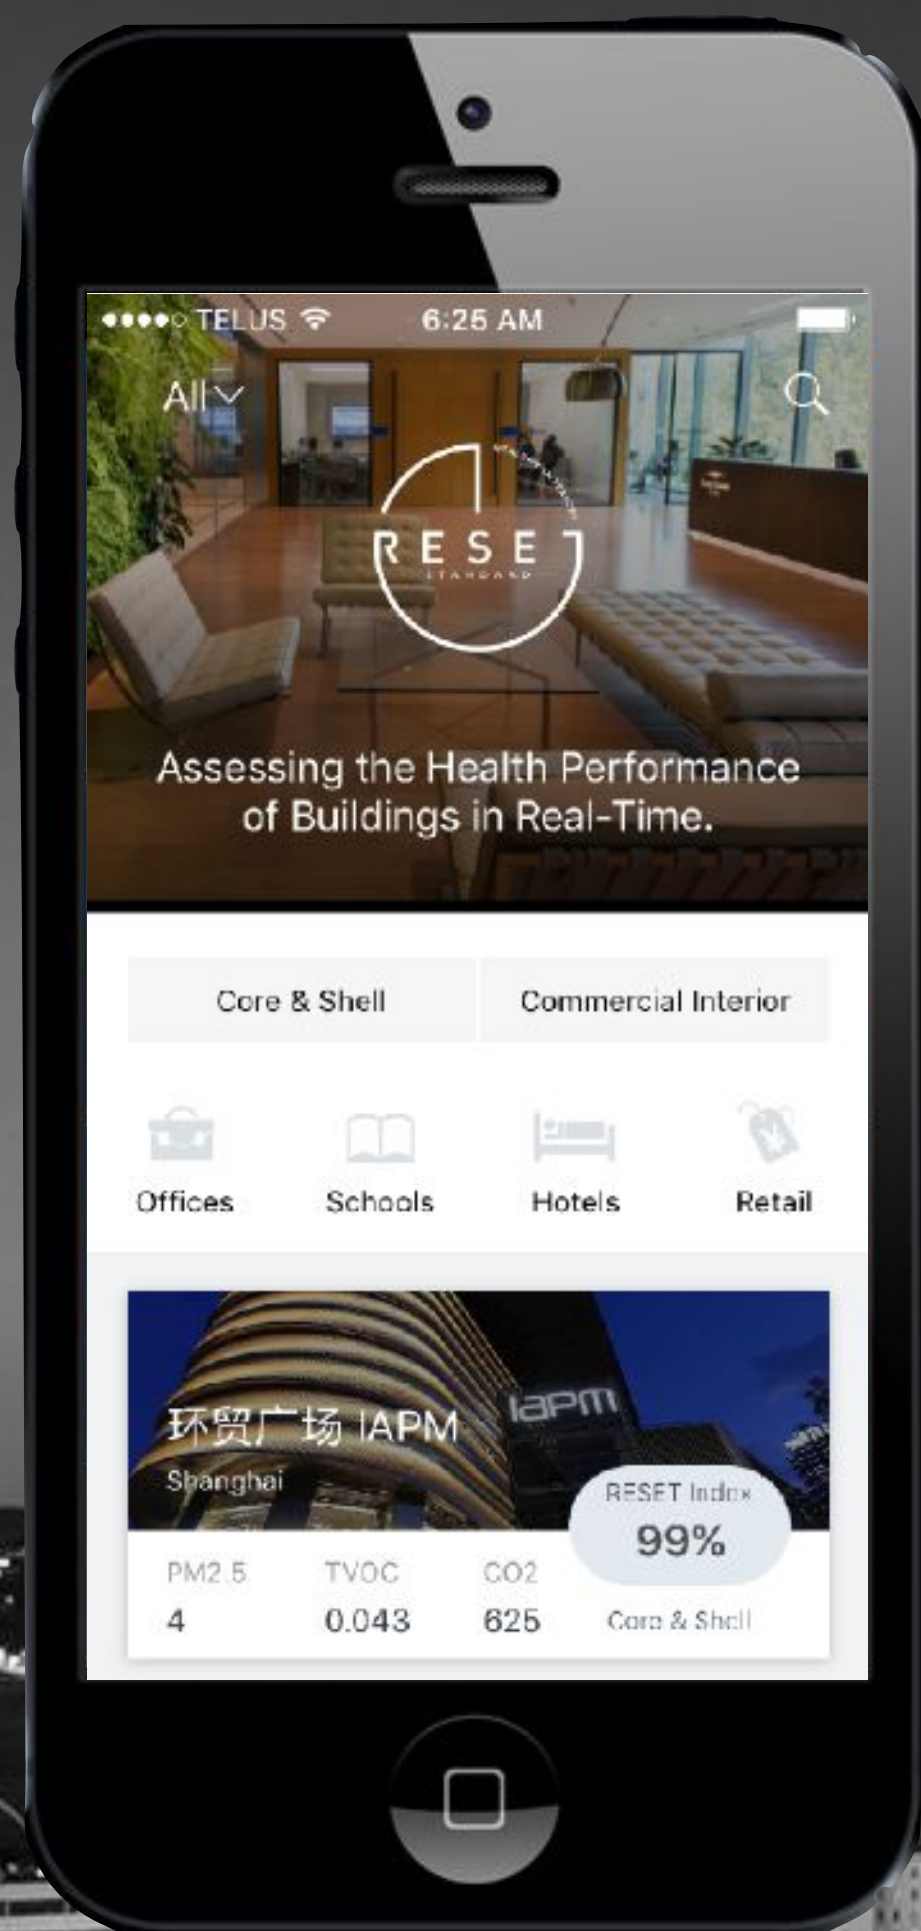 TELUS 6:25 AM
All
RESET
STANDARD
Assessing the Health Performance
of Buildings in Real-Time.
Core & Shell Commercial Interior
Offices Schools Hotels Retail
iapm
环贸广场 IAPM
Shanghai
RESET Index
99%
PM2.5 TVOC CO2
4 0.043 625 Core & Shell